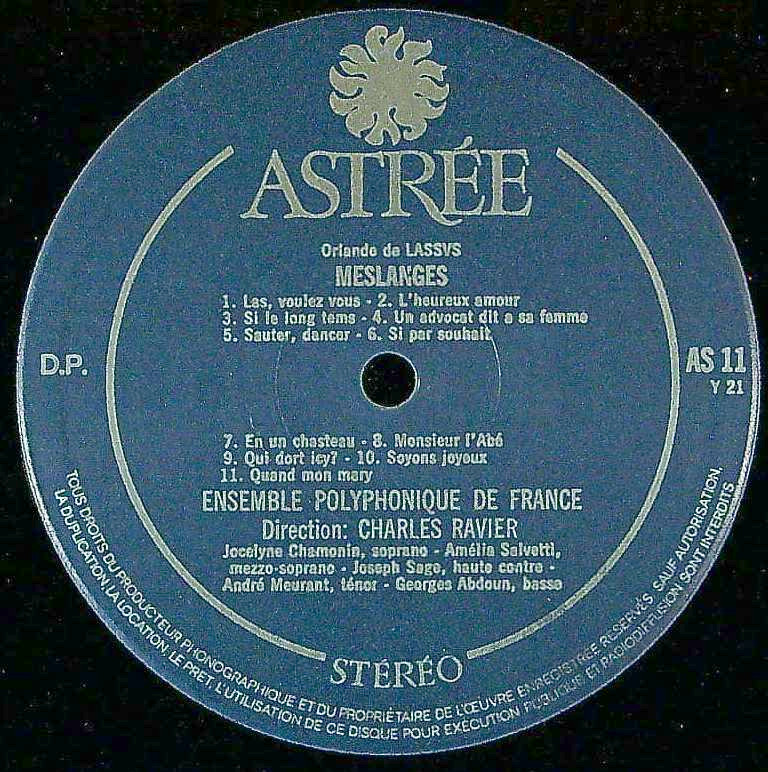 ASTRÉE
Orlande de LASSVS
MESLANGES
1. Las, voulez vous - 2. L'heureux amour
3. Si le long tems - 4. Un advocat dit a sa femme
5. Sauter, dancer - 6. Si par souhait
D.P.
AS 11
Y 21
7. En un chasteau - 8. Monsieur l'Abé
9. Qui dort icy? - 10. Soyons joyeux
11. Quand mon mary
ENSEMBLE POLYPHONIQUE DE FRANCE
Direction: CHARLES RAVIER
Jocelyne Chamonin, soprano - Amélia Salvetti,
mezzo-soprano - Joseph Sage, haute contre -
André Meurant, ténor - Georges Abdoun, basse
STÉRÉO
TOUS DROITS DU PRODUCTEUR PHONOGRAPHIQUE ET DU PROPRIÉTAIRE DE L'ŒUVRE ENREGISTRÉE RÉSERVÉS. SAUF AUTORISATION,
LA DUPLICATION, LA LOCATION, LE PRET, L'UTILISATION DE CE DISQUE POUR EXÉCUTION PUBLIQUE ET RADIODIFFUSION SONT INTERDITS